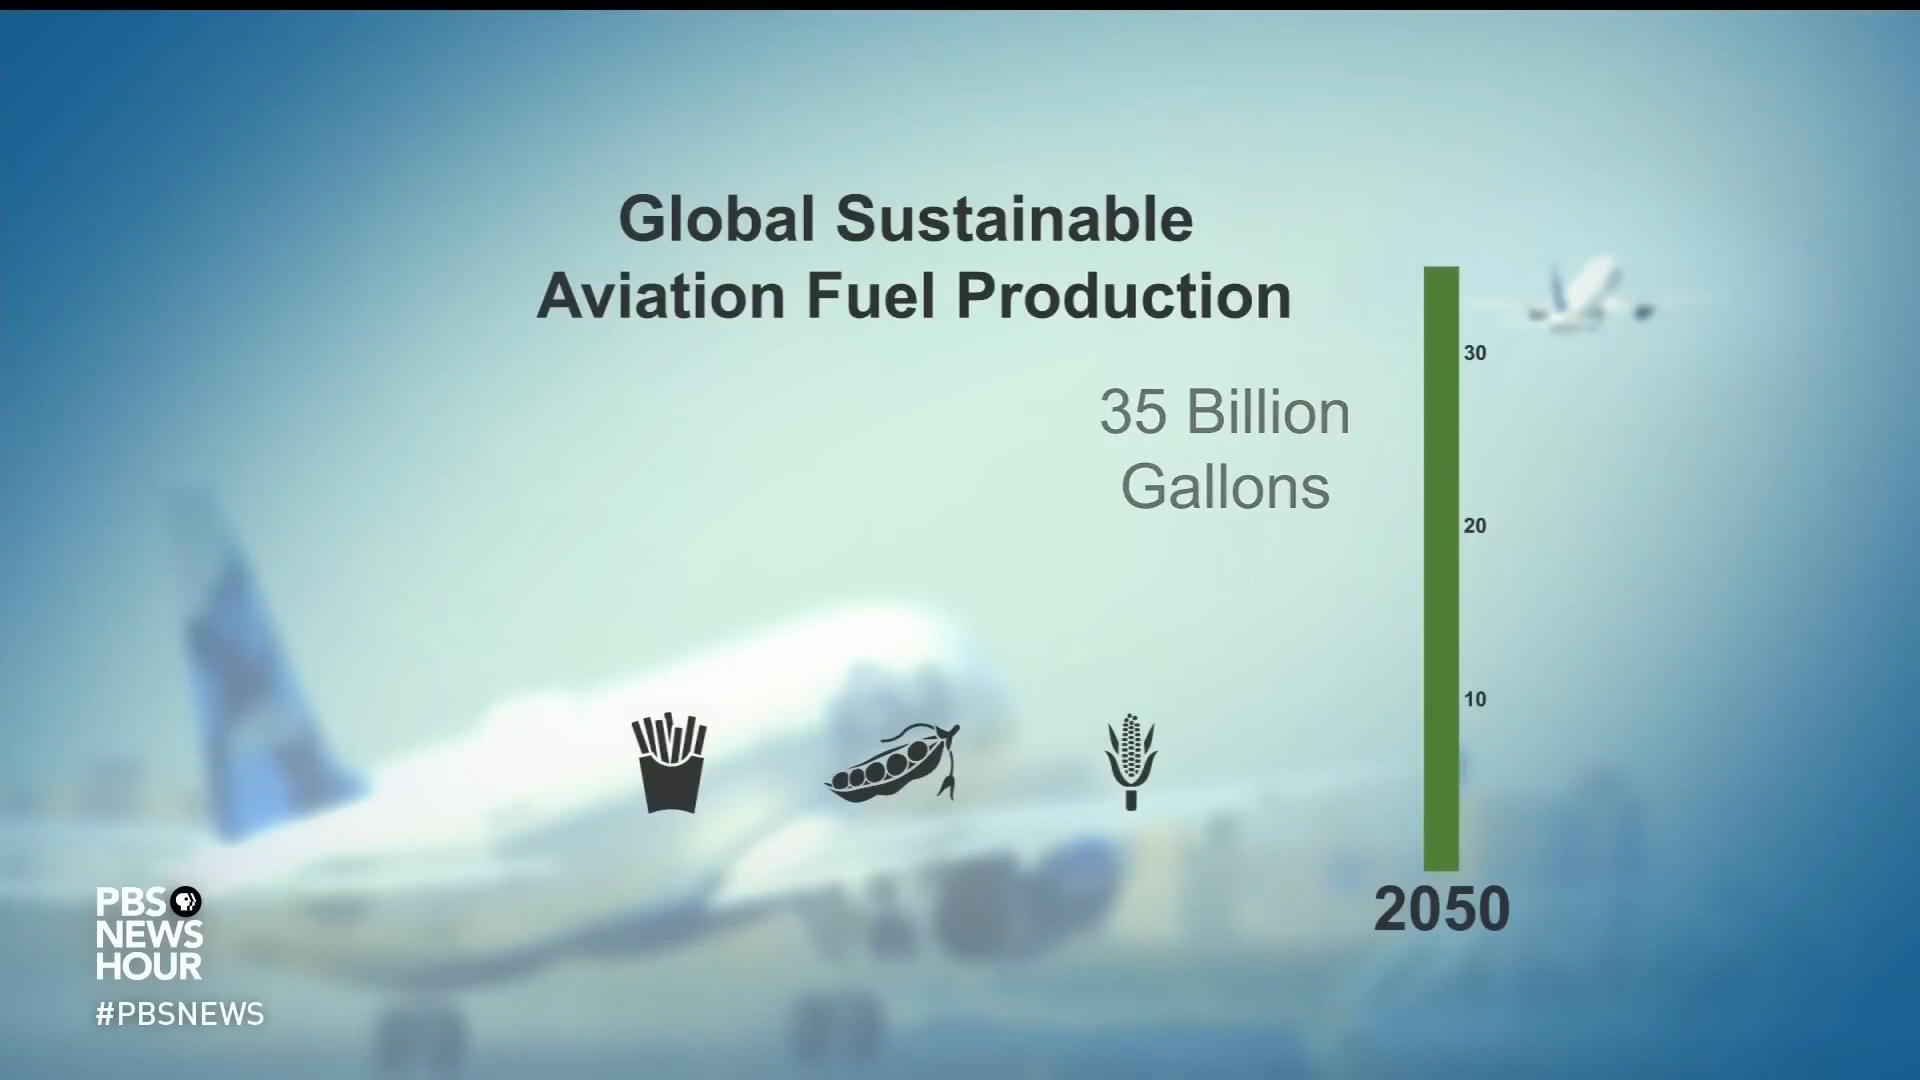 Global Sustainable
Aviation Fuel Production
30
35 Billion
Gallons
20
10
2050
PBS
NEWS
HOUR
#PBSNEWS